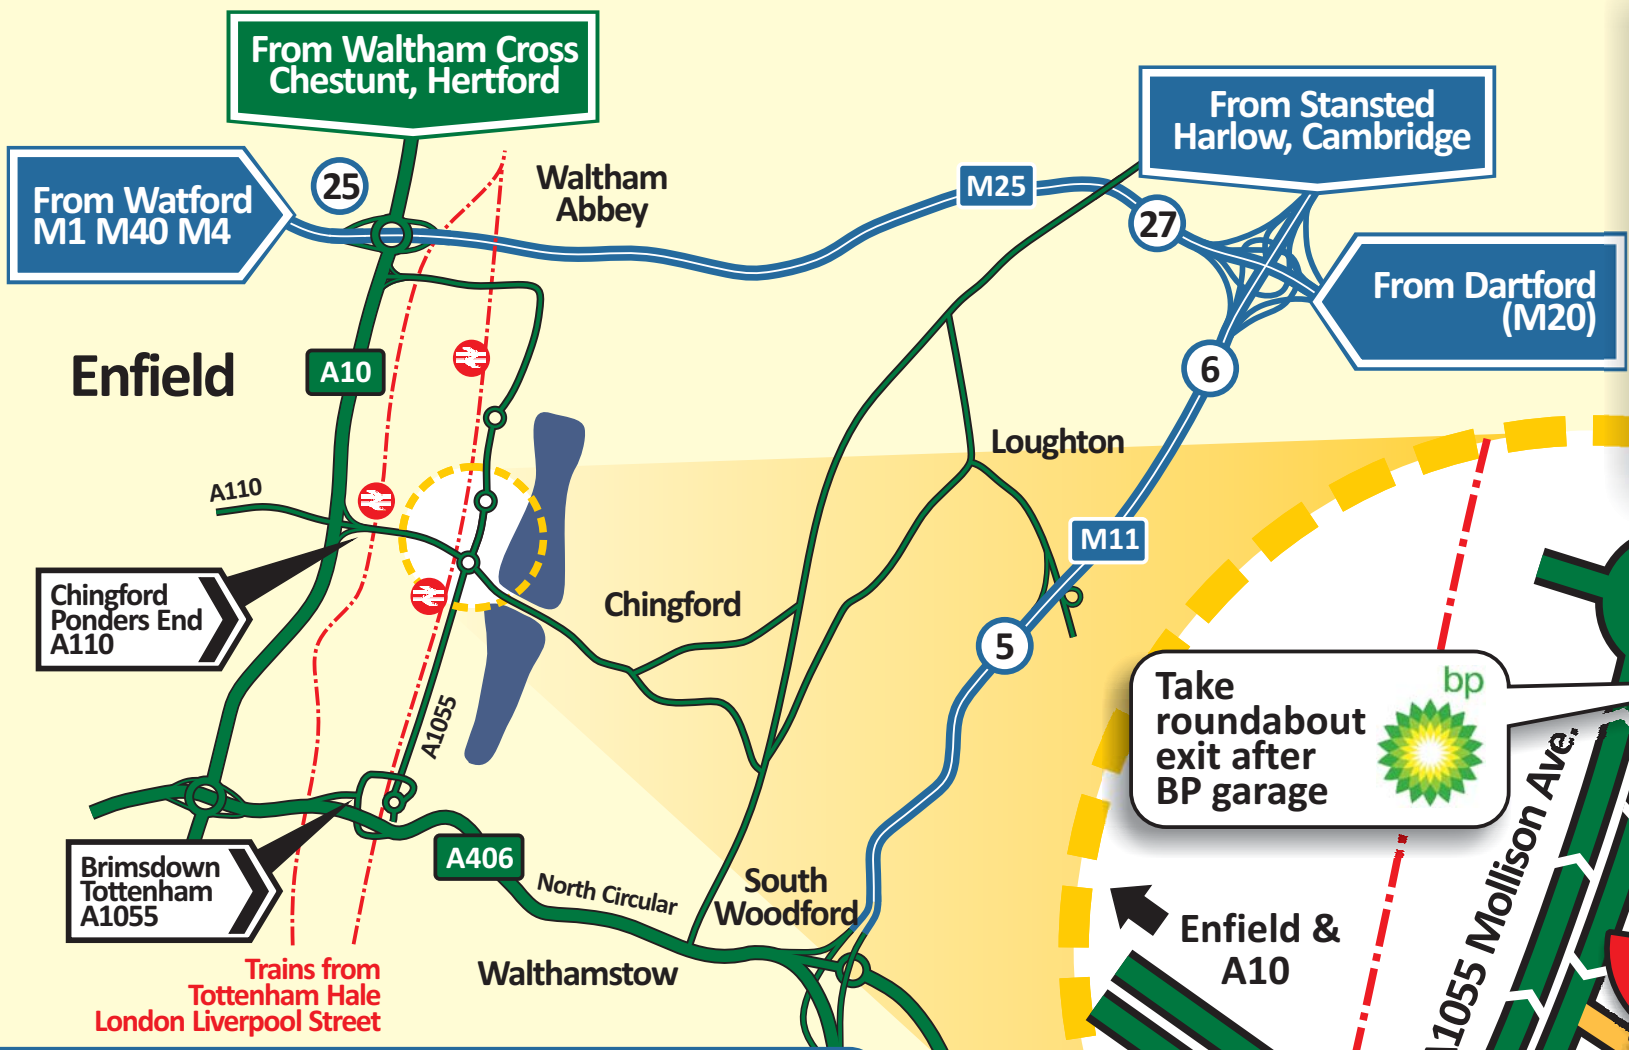 From Waltham Cross
Chestunt, Hertford
From Stansted
Harlow, Cambridge
From Watford
M1 M40 M4
25
Waltham
Abbey
M25
27
From Dartford
(M20)
Enfield
A10
6
Loughton
A110
M11
Chingford
Ponders End
A110
Chingford
5
A1055
Take
roundabout
exit after
BP garage
bp
Brimsdown
Tottenham
A1055
A406
North Circular
South
Woodford
Walthamstow
Enfield &
A10
A1055 Mollison Ave.
Trains from
Tottenham Hale
London Liverpool Street